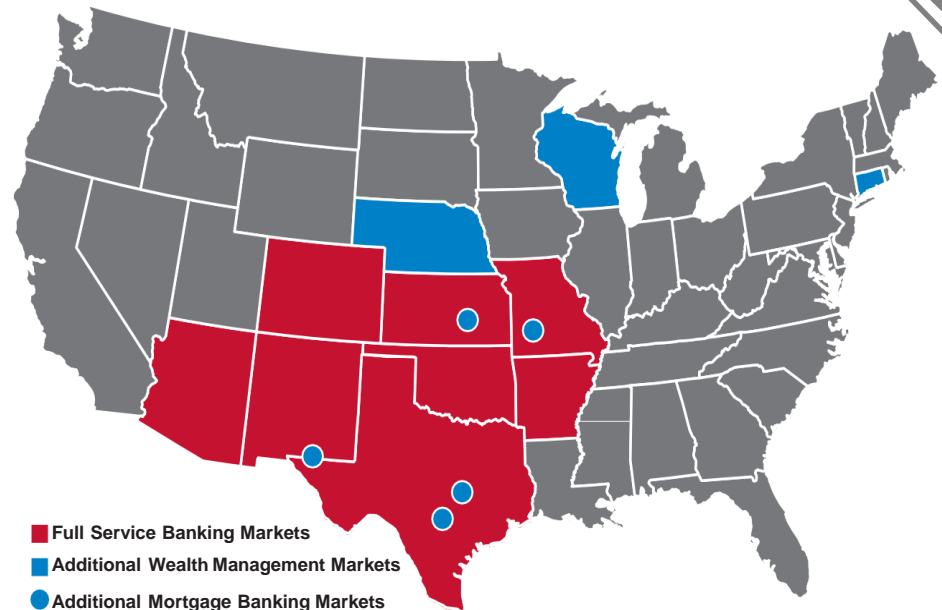 Full Service Banking Markets
Additional Wealth Management Markets
Additional Mortgage Banking Markets